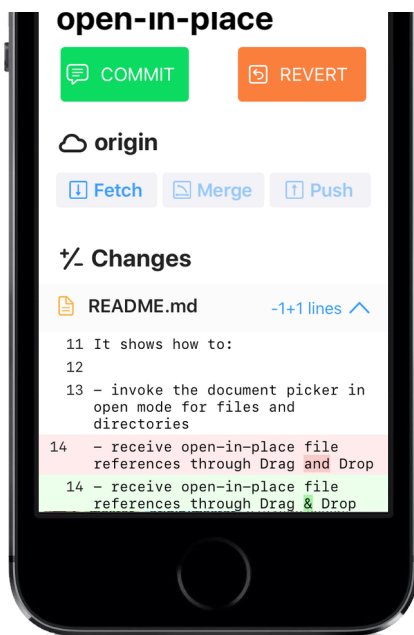 open-in-place
COMMIT
REVERT
origin
Fetch
Merge
Push
+/- Changes
README.md
-1+1 lines
11 It shows how to:
12
13 – invoke the document picker in
open mode for files and
directories
14 – receive open-in-place file
references through Drag and Drop
14 – receive open-in-place file
references through Drag & Drop